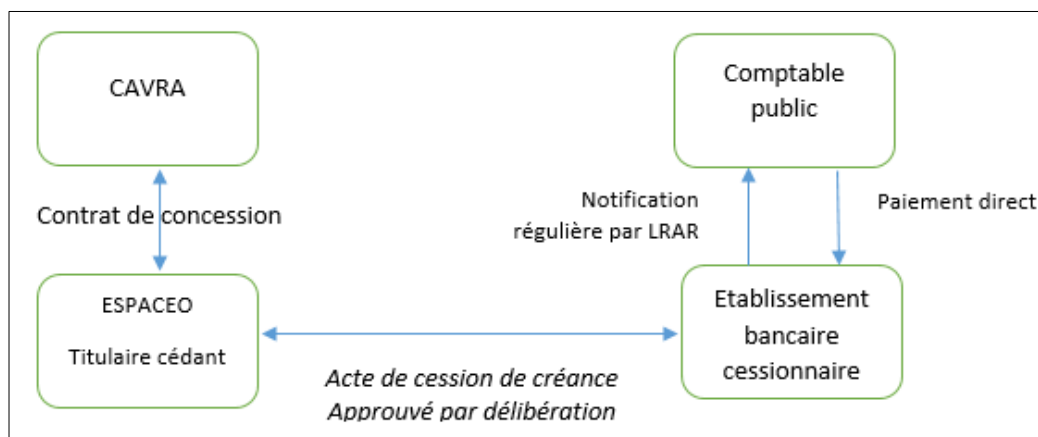 CAVRA
Comptable
public
Contrat de concession
Notification
régulière par LRAR
Paiement direct
ESPACEO
Titulaire cédant
Etablissement
bancaire
cessionnaire
Acte de cession de créance
Approuvé par délibération